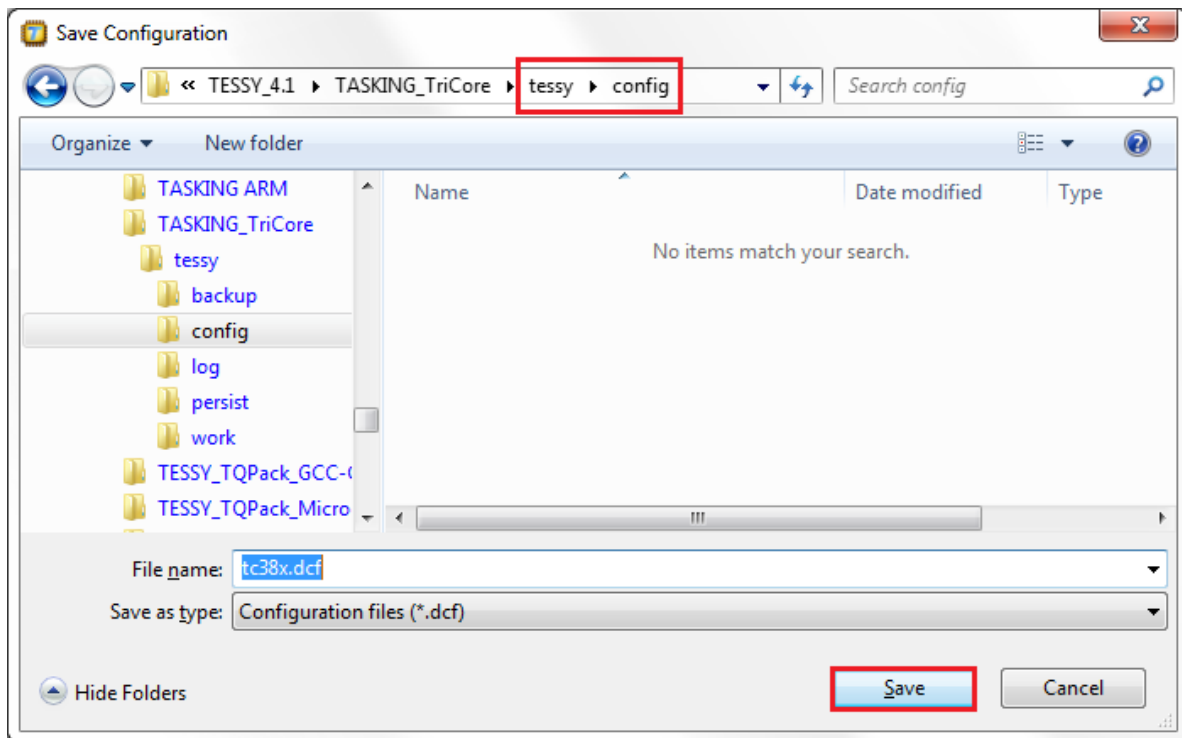 Save Configuration
« TESSY_4.1 ▸ TASKING_TriCore ▸ tessy ▸ config
Search config
Organize
New folder
Name
Date modified
Type
TASKING ARM
TASKING_TriCore
tessy
backup
config
log
persist
work
TESSY_TQPack_GCC-
TESSY_TQPack_Micro
No items match your search.
File name: tc38x.dcf
Save as type: Configuration files (*.dcf)
Hide Folders
Save
Cancel